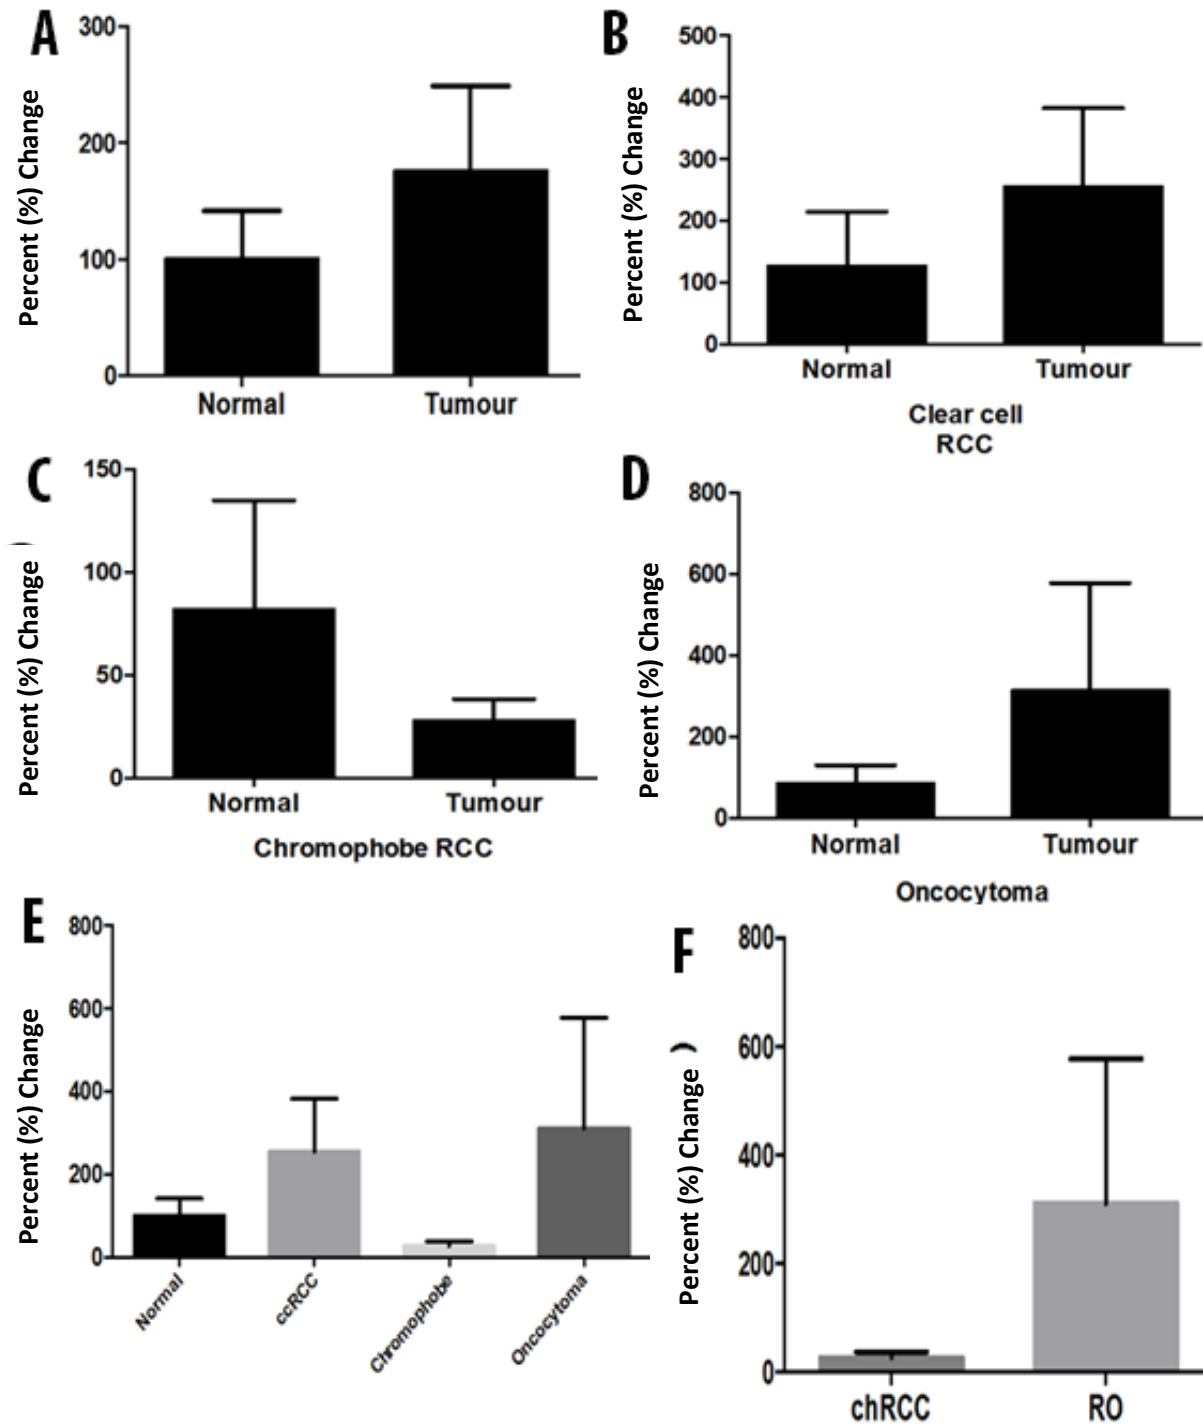 A
Percent (%) Change
300
200
100
0
Normal
Tumour
B
Percent (%) Change
500
400
300
200
100
0
Normal
Tumour
Clear cell
RCC
C
Percent (%) Change
150
100
50
0
Normal
Tumour
Chromophobe RCC
D
Percent (%) Change
800
600
400
200
0
Normal
Tumour
Oncocytoma
E
Percent (%) Change
800
600
400
200
0
Normal
ccRCC
Chromophobe
Oncocytoma
F
Percent (%) Change )
800
600
400
200
0
chRCC
RO